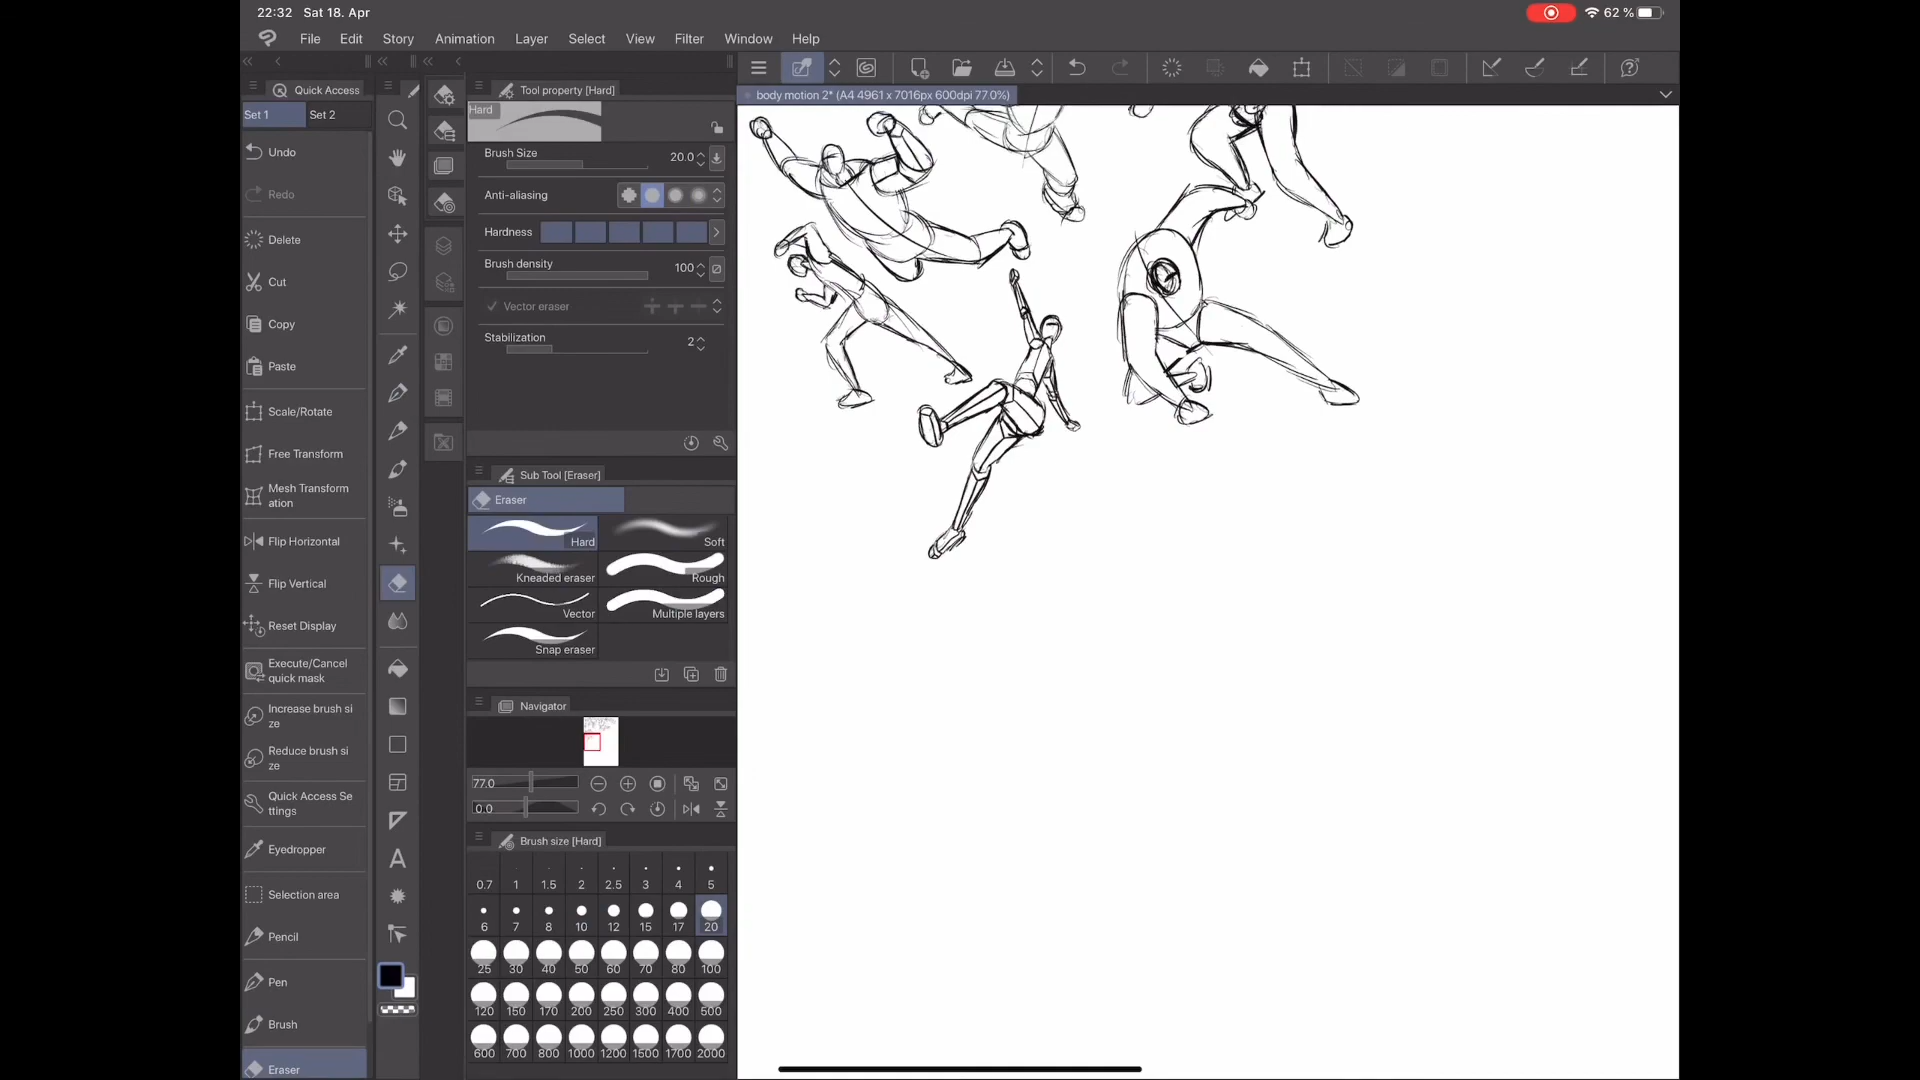 22:32 Sat 18. Apr
62 %
File Edit Story Animation Layer Select View Filter Window Help
Quick Access
Set 1 Set 2
Undo
Redo
Delete
Cut
Copy
Paste
Scale/Rotate
Free Transform
Mesh Transform
ation
Flip Horizontal
Flip Vertical
Reset Display
Execute/Cancel
quick mask
Increase brush si
ze
Reduce brush si
ze
Quick Access Se
ttings
Eyedropper
Selection area
Pencil
Pen
Brush
Eraser
A
Tool property [Hard]
Hard
Brush Size 20.0
Anti-aliasing
Hardness
Brush density 100
Vector eraser
Stabilization 2
Sub Tool [Eraser]
Eraser
Hard Soft
Kneaded eraser Rough
Vector Multiple layers
Snap eraser
Navigator
77.0
0.0
Brush size [Hard]
0.7 1 1.5 2 2.5 3 4 5
6 7 8 10 12 15 17 20
25 30 40 50 60 70 80 100
120 150 170 200 250 300 400 500
600 700 800 1000 1200 1500 1700 2000
body motion 2* (A4 4961 x 7016px 600dpi 77.0%)